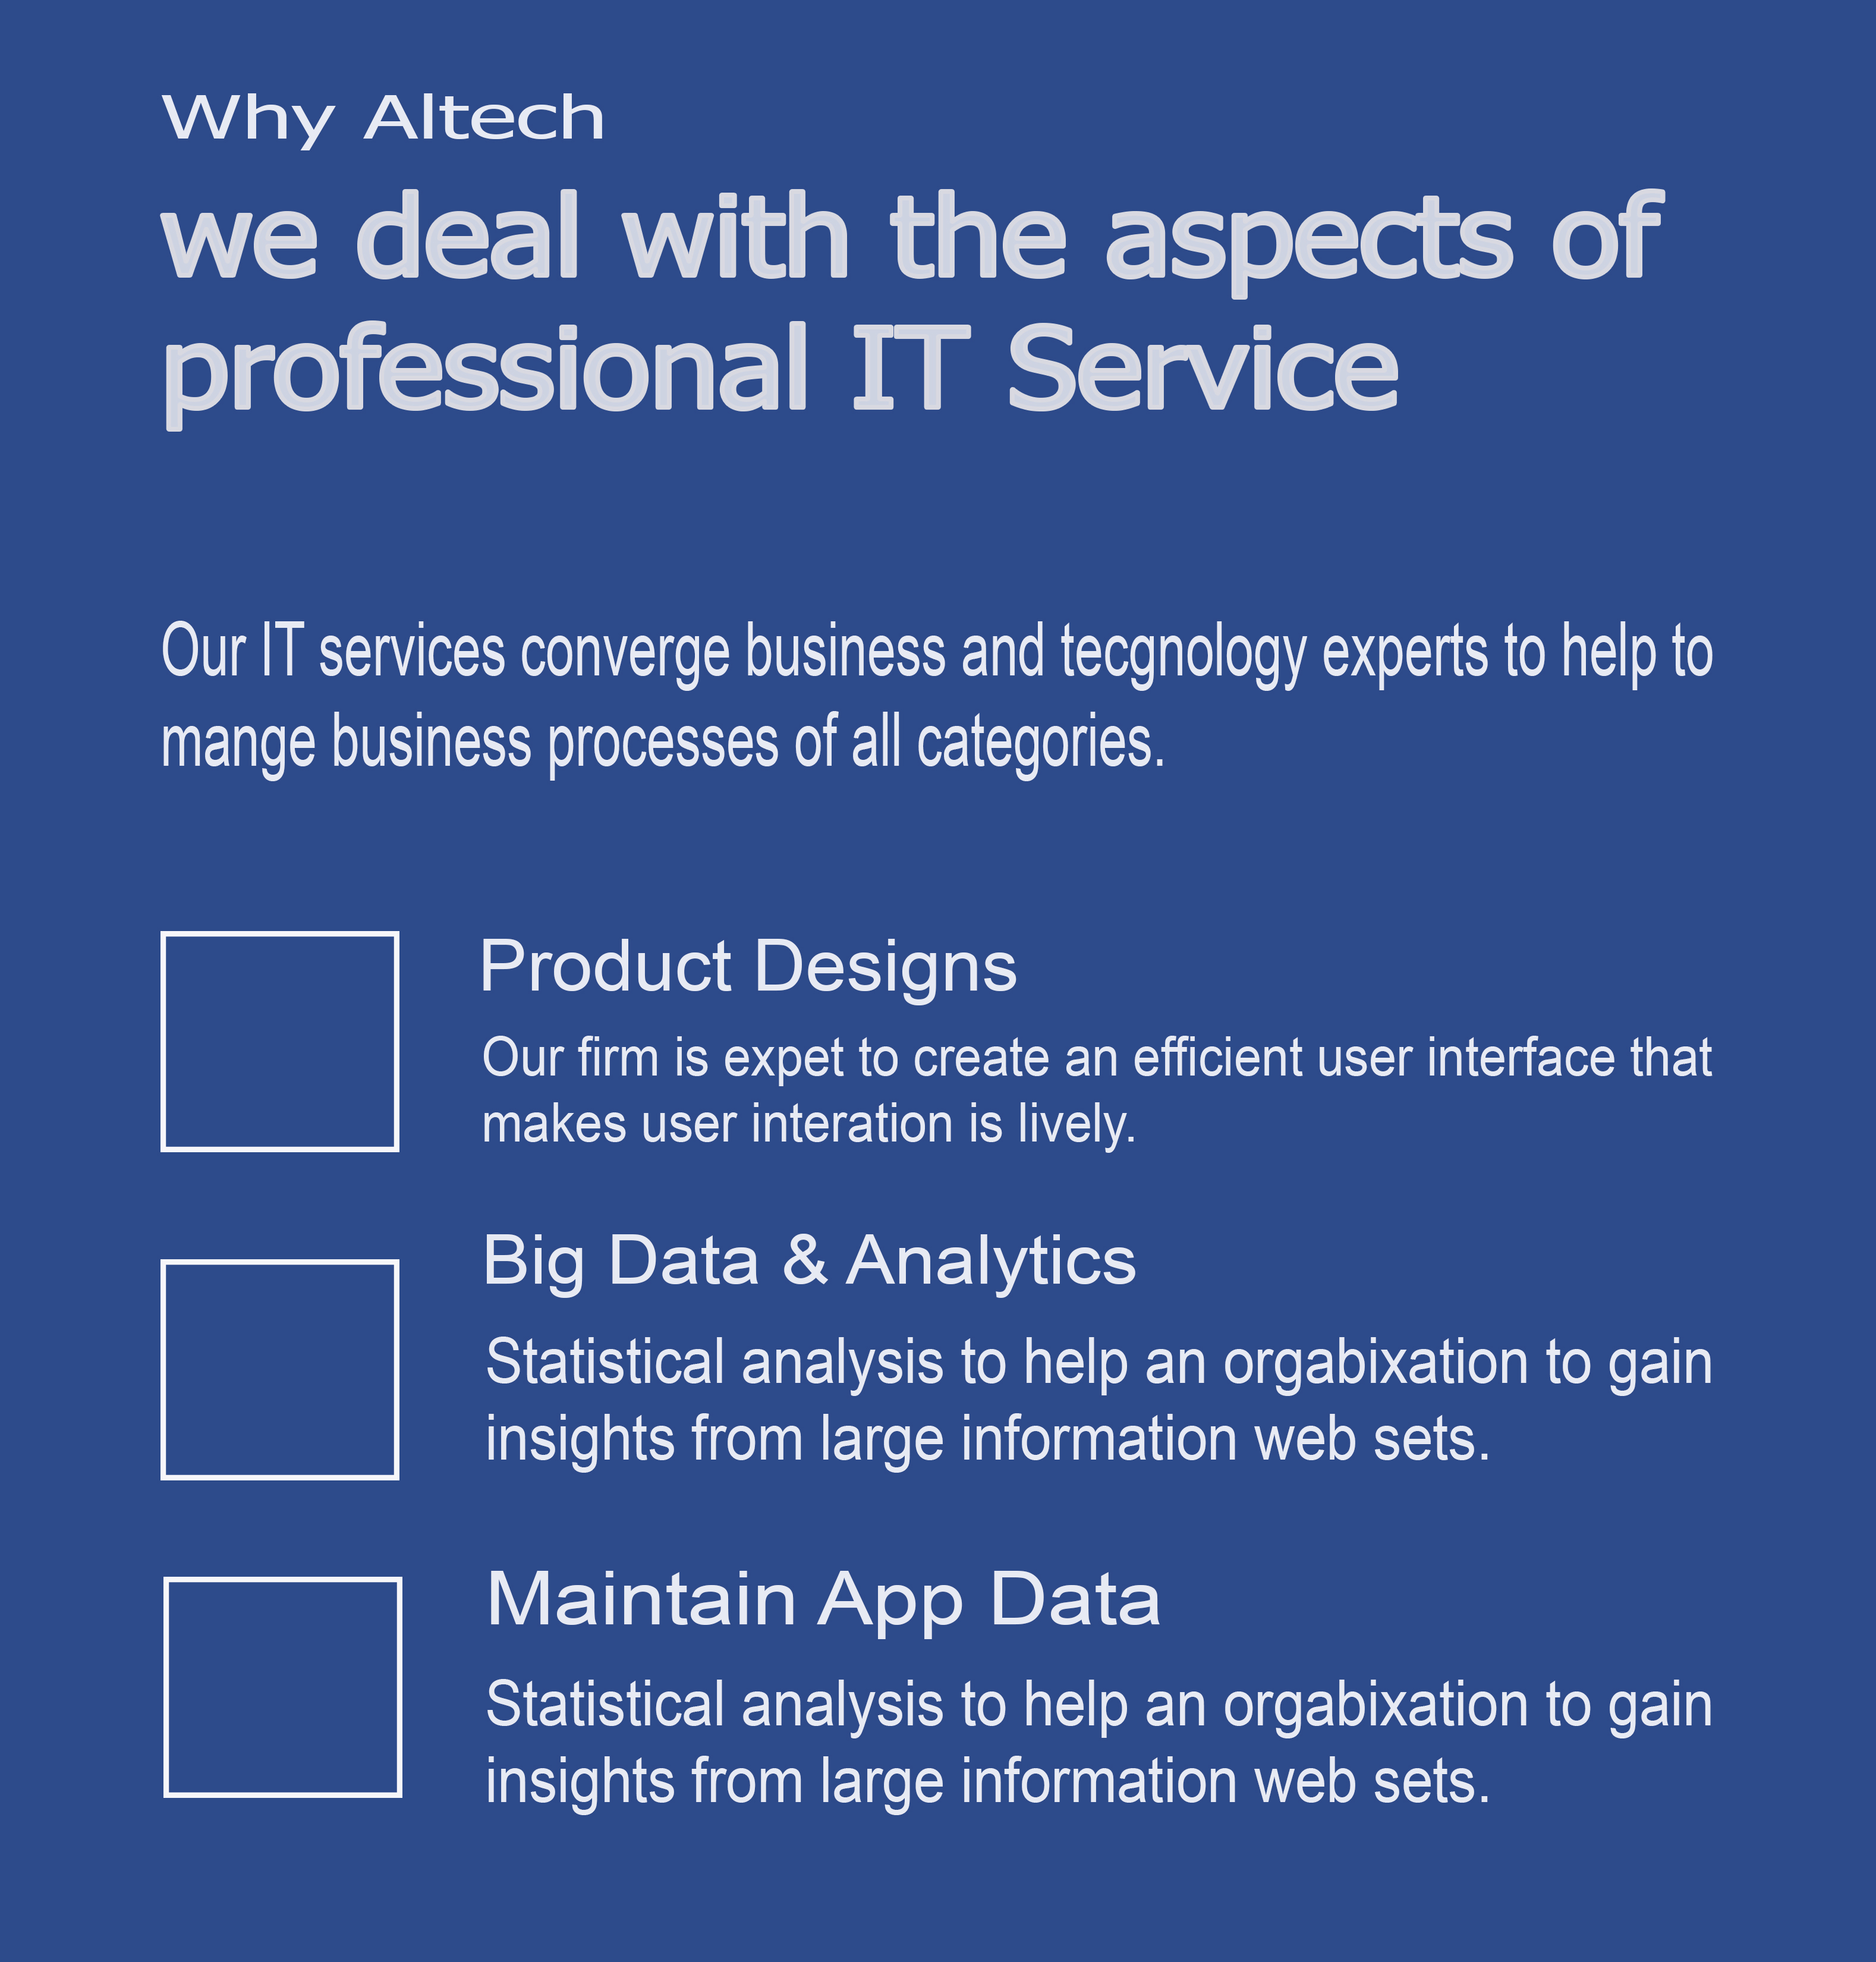 Why Altech
we deal with the aspects of
professional IT Service
Our IT services converge business and tecgnology experts to help to
mange business processes of all categories.
Product Designs
Our firm is expet to create an efficient user interface that
makes user interation is lively.
Big Data & Analytics
Statistical analysis to help an orgabixation to gain
insights from large information web sets.
Maintain App Data
Statistical analysis to help an orgabixation to gain
insights from large information web sets.